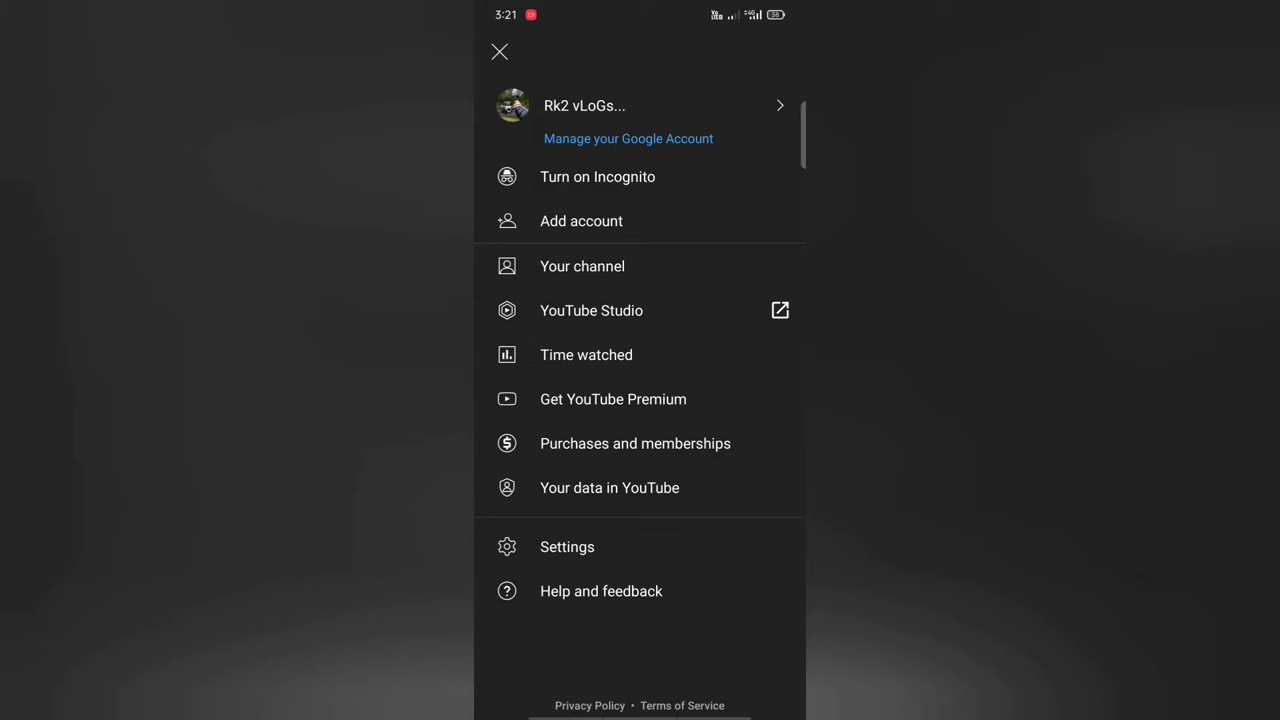 3:21
38
Rk2 vLoGs...
Manage your Google Account
Turn on Incognito
Add account
Your channel
YouTube Studio
Time watched
Get YouTube Premium
Purchases and memberships
Your data in YouTube
Settings
Help and feedback
Privacy Policy • Terms of Service